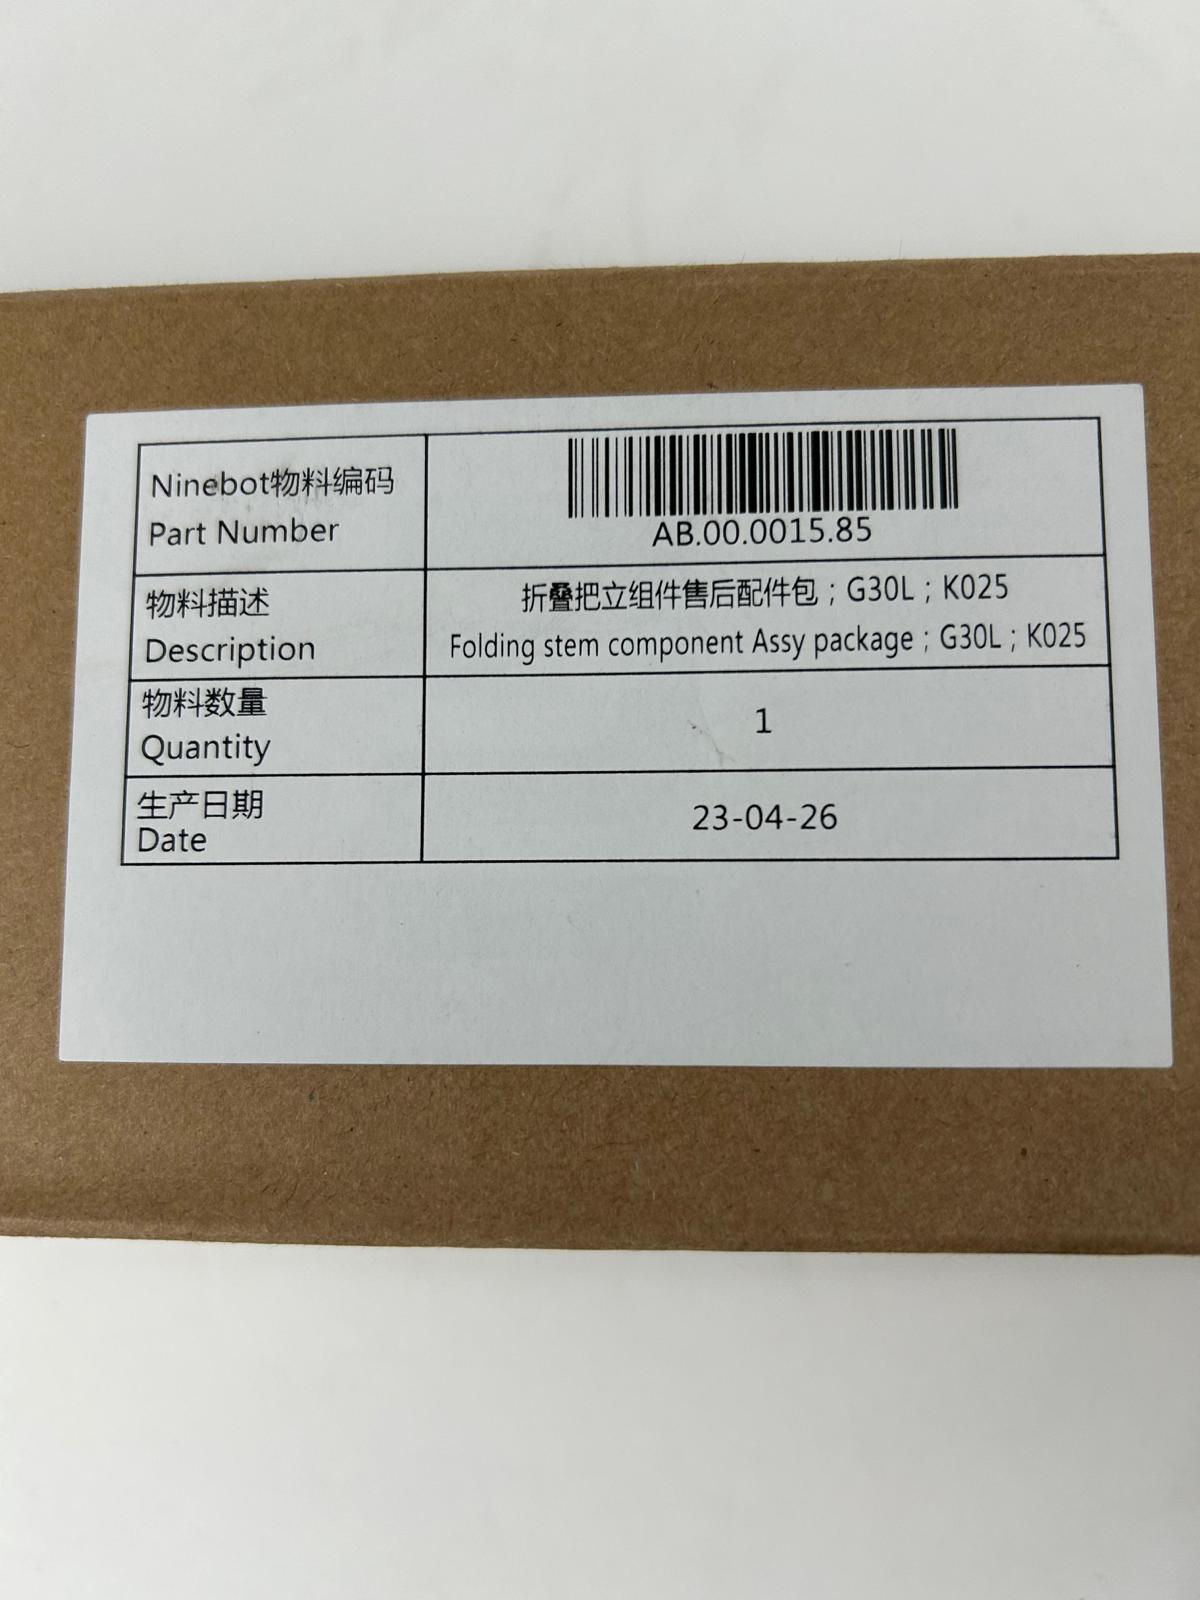 Ninebot物料编码
Part Number
AB.00.0015.85
物料描述
Description
折叠把立组件售后配件包；G30L；K025
Folding stem component Assy package；G30L；K025
物料数量
Quantity
1
生产日期
Date
23-04-26